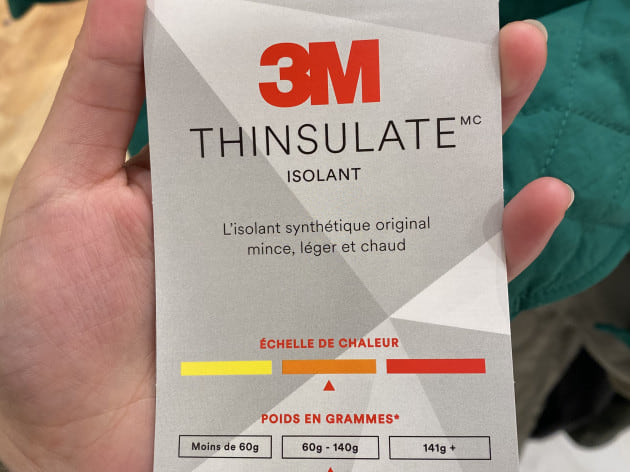 3M
THINSULATE MC
ISOLANT
L'isolant synthétique original
mince, léger et chaud
ÉCHELLE DE CHALEUR
POIDS EN GRAMMES*
Moins de 60g 60g - 140g 141g +